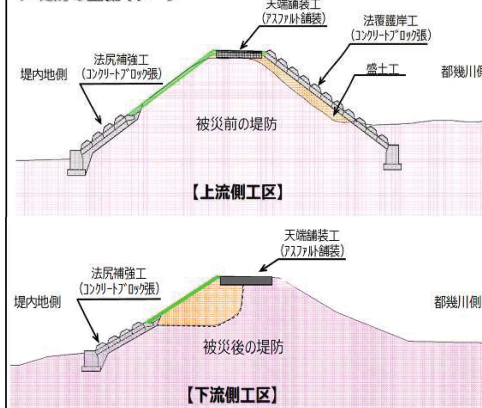 天端舗装工
(アスファルト舗装)
法覆護岸工
(コンクリートブロック張)
法尻補強工
(コンクリートブロック張)
盛土工
堤内地側
都幾川側
被災前の堤防
【上流側工区】
天端舗装工
(アスファルト舗装)
法尻補強工
(コンクリートブロック張)
堤内地側
都幾川側
被災後の堤防
【下流側工区】